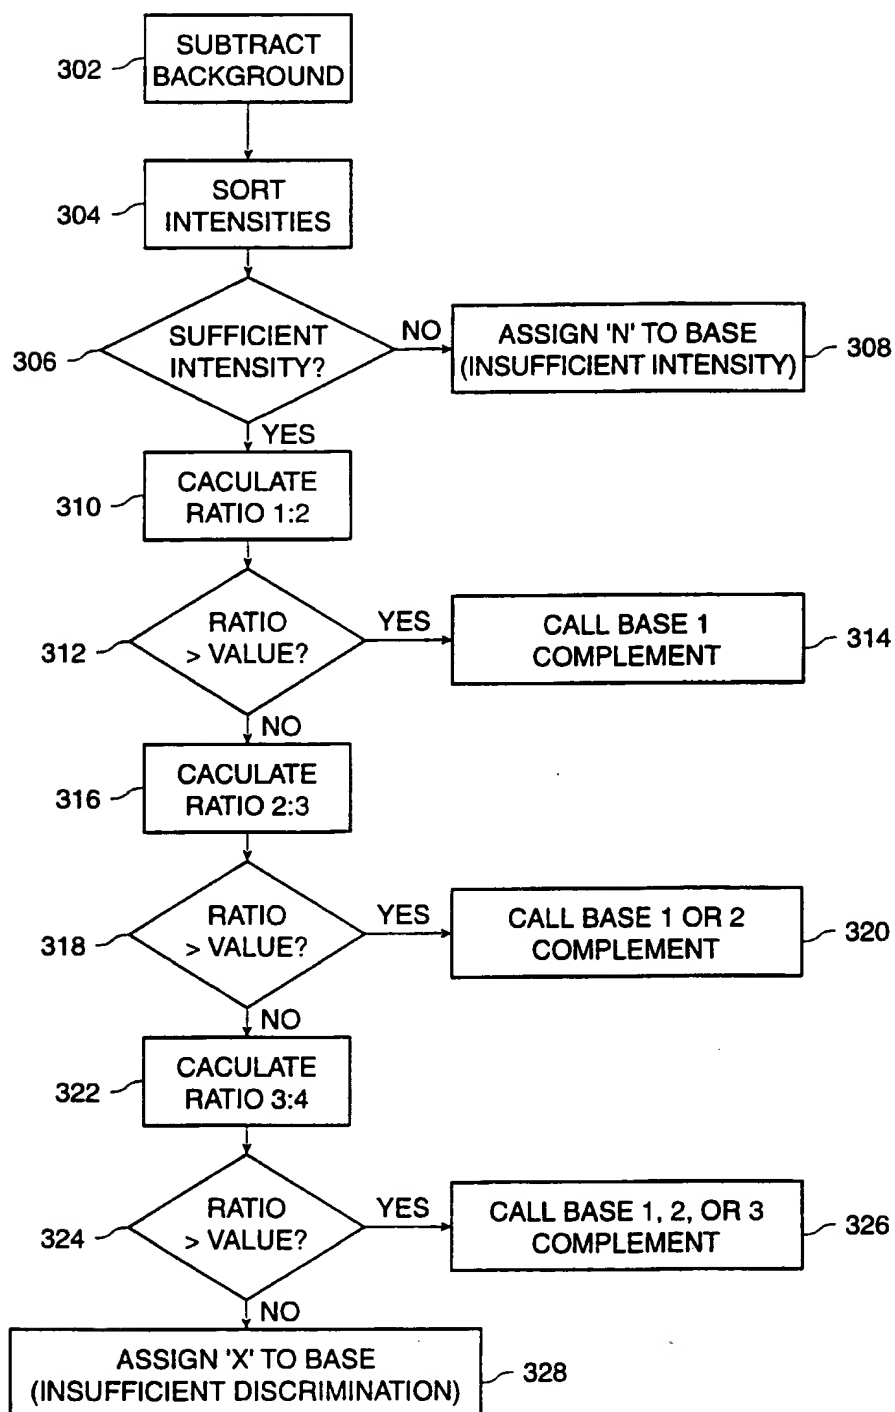 SUBTRACT
BACKGROUND
302
SORT
INTENSITIES
304
SUFFICIENT
INTENSITY?
306
NO
ASSIGN 'N' TO BASE
(INSUFFICIENT INTENSITY)
308
YES
CACULATE
RATIO 1:2
310
RATIO
> VALUE?
312
YES
CALL BASE 1
COMPLEMENT
314
NO
CACULATE
RATIO 2:3
316
RATIO
> VALUE?
318
YES
CALL BASE 1 OR 2
COMPLEMENT
320
NO
CACULATE
RATIO 3:4
322
RATIO
> VALUE?
324
YES
CALL BASE 1, 2, OR 3
COMPLEMENT
326
NO
ASSIGN 'X' TO BASE
(INSUFFICIENT DISCRIMINATION)
328